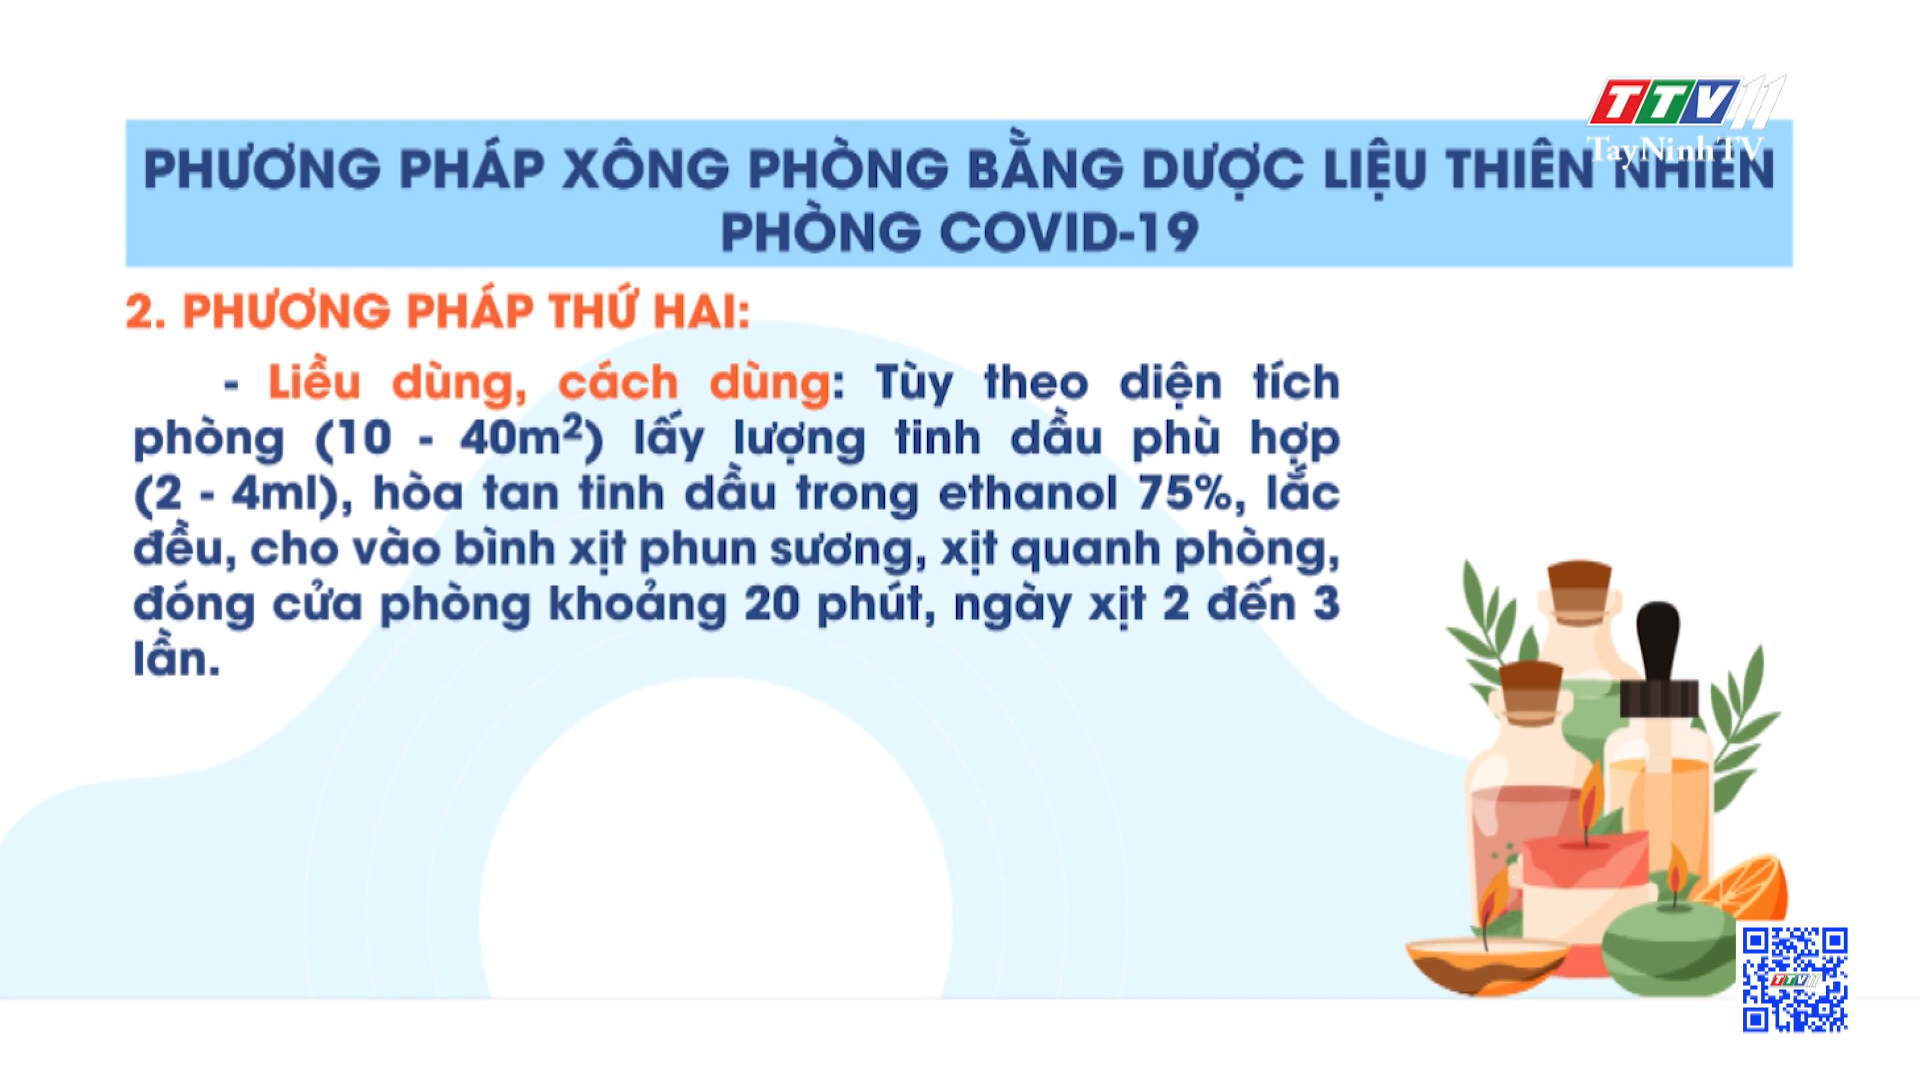 TTV11
TayNinhTV
PHƯƠNG PHÁP XÔNG PHÒNG BẰNG DƯỢC LIỆU THIÊN NHIÊN
PHÒNG COVID-19
2. PHƯƠNG PHÁP THỨ HAI:
- Liều dùng, cách dùng: Tùy theo diện tích
phòng (10 - 40m²) lấy lượng tinh dầu phù hợp
(2 - 4ml), hòa tan tinh dầu trong ethanol 75%, lắc
đều, cho vào bình xịt phun sương, xịt quanh phòng,
đóng cửa phòng khoảng 20 phút, ngày xịt 2 đến 3
lần.
TTV11